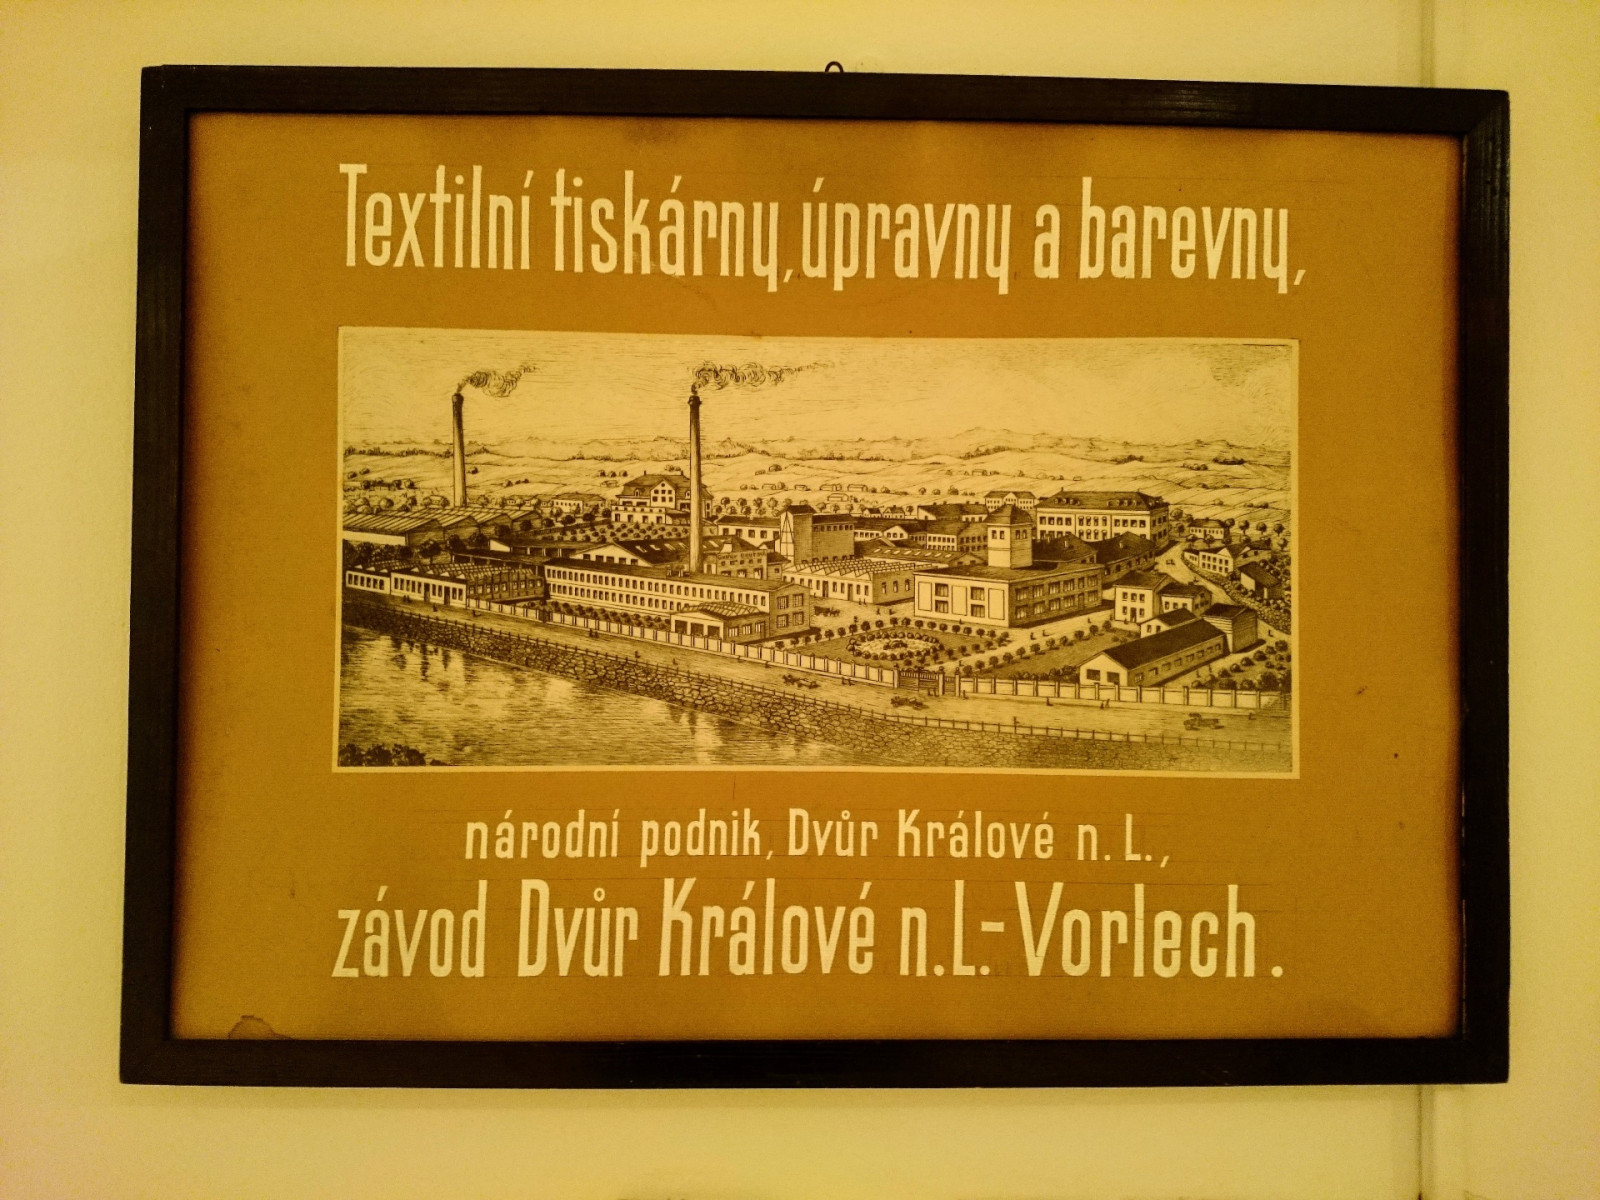 Textilní tiskárny, úpravny a barevny,
národní podnik, Dvůr Králové n. L.,
závod Dvůr Králové n. L.-Vorlech.